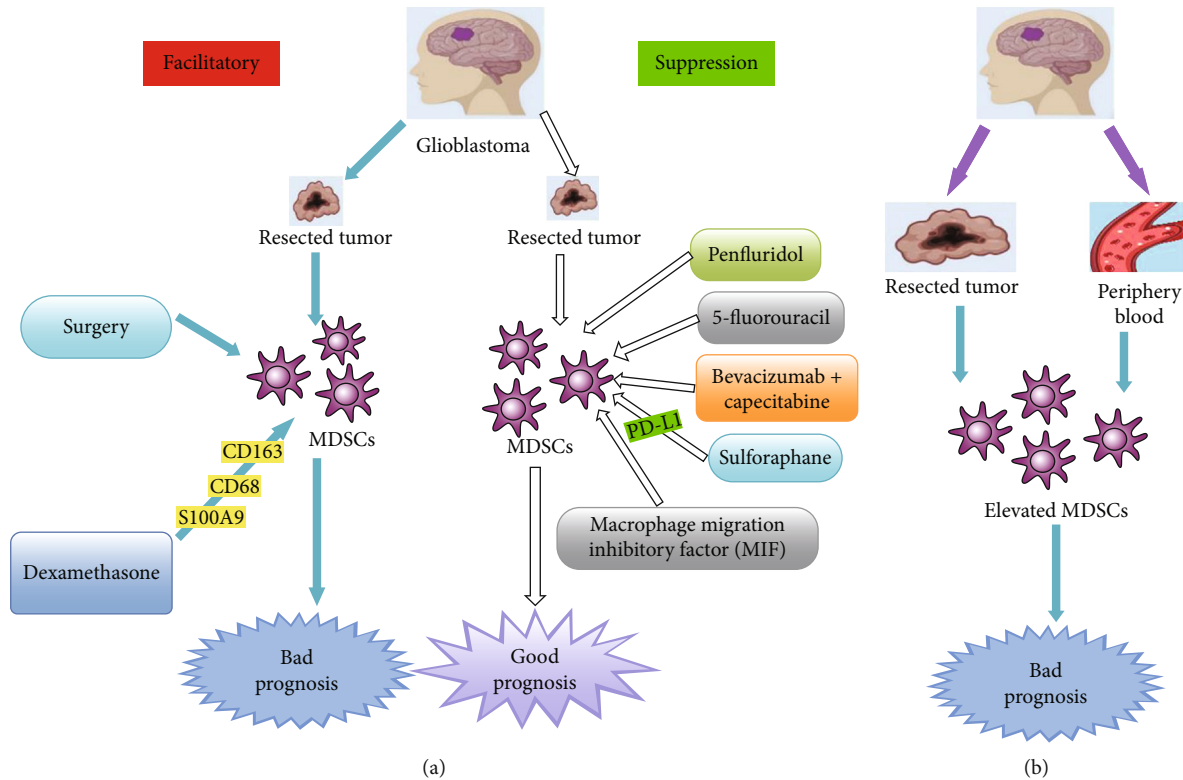 Facilitatory
Suppression
Glioblastoma
Resected tumor
Resected tumor
Surgery
MDSCs
CD163
CD68
S100A9
Dexamethasone
Bad
prognosis
Penfluridol
5-fluorouracil
Bevacizumab +
capecitabine
PD-L1
Sulforaphane
MDSCs
Macrophage migration
inhibitory factor (MIF)
Good
prognosis
(a)
Resected tumor
Periphery
blood
Elevated MDSCs
Bad
prognosis
(b)